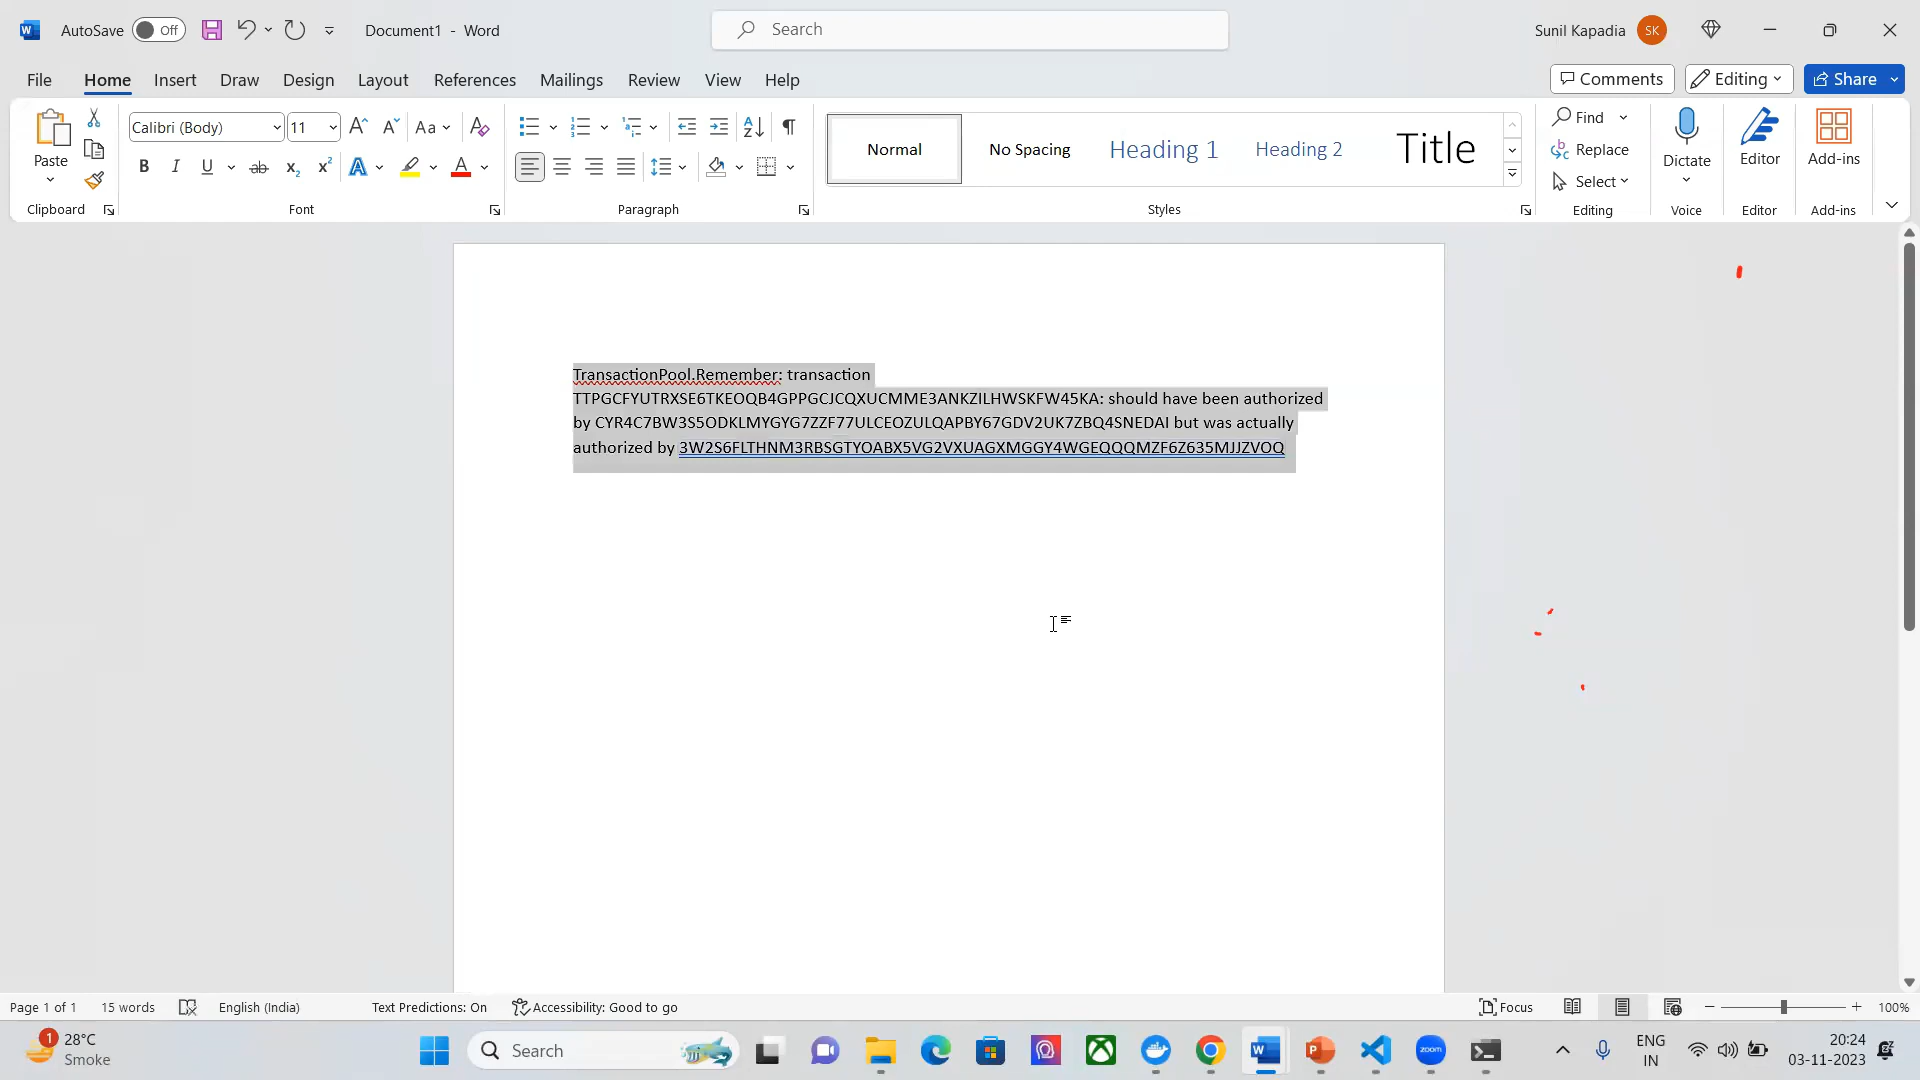 AutoSave Off Document1 - Word Search Sunil Kapadia SK
File Home Insert Draw Design Layout References Mailings Review View Help Comments Editing Share
Paste Calibri (Body) 11 Aa Normal No Spacing Heading 1 Heading 2 Title Find Replace Select Dictate Editor Add-ins
Clipboard Font Paragraph Styles Editing Voice Editor Add-ins
TransactionPool.Remember: transaction
TTPGCFYUTRXSE6TKEOQB4GPPGCJCQXUCMME3ANKZILHWSKFW45KA: should have been authorized
by CYR4C7BW3S5ODKLMYGYG7ZZF77ULCEOZULQAPBY67GDV2UK7ZBQ4SNEDAI but was actually
authorized by 3W2S6FLTHNM3RBSGTYOABX5VG2VXUAGXMGGY4WGEQQQMZF6Z635MJJZVOQ
Page 1 of 1 15 words English (India) Text Predictions: On Accessibility: Good to go Focus 100%
1 28°C Search zoom ENG 20:24
Smoke IN 03-11-2023